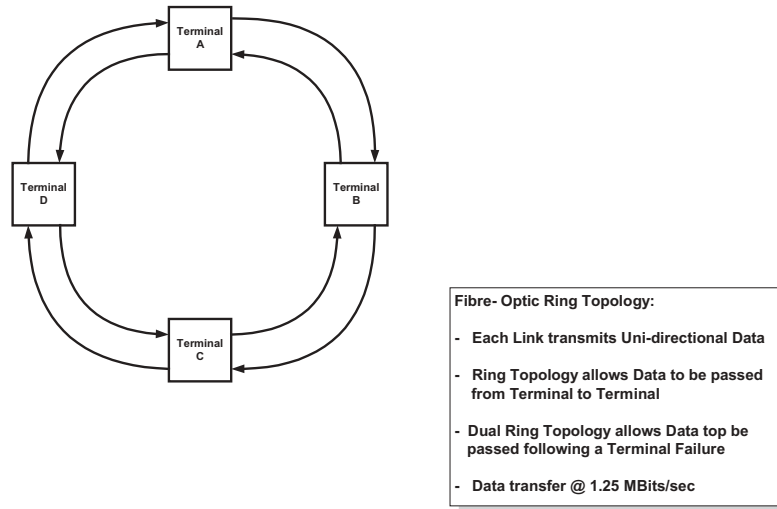 Terminal
A
Terminal
D
Terminal
B
Terminal
C
Fibre- Optic Ring Topology:
- Each Link transmits Uni-directional Data
- Ring Topology allows Data to be passed
from Terminal to Terminal
- Dual Ring Topology allows Data top be
passed following a Terminal Failure
- Data transfer @ 1.25 MBits/sec